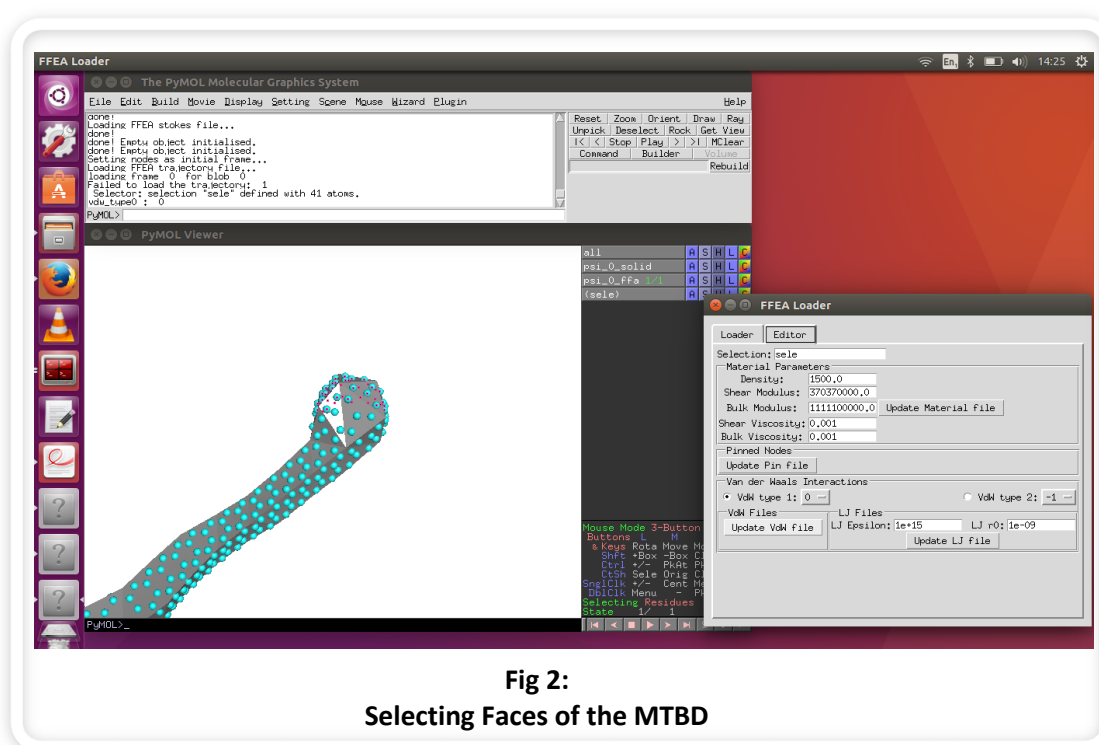 FFEA Loader
En
14:25
The PyMOL Molecular Graphics System
File Edit Build Movie Display Setting Scene Mouse Wizard Plugin Help
done!
Loading FFEA stokes file...
done!
done! Empty object initialised.
done! Empty object initialised.
Setting nodes as initial frame...
Loading FFEA trajectory file...
loading frame 0 for blob 0
Failed to load the trajectory: 1
Selector: selection "sele" defined with 41 atoms.
vdw_type0 : 0
PyMOL>
Reset Zoom Orient Draw Ray
Unpick Deselect Rock Get View
|< < Stop Play > >| MClear
Command Builder Volume
Rebuild
PyMOL Viewer
all A S H L C
psi_0_solid A S H L C
psi_0_ffa 1/1 A S H L C
(sele) A S H L C
Mouse Mode 3-Button
Buttons L M
& Keys Rota Move
Shft +Box -Box
Ctrl +/- PkAt
CtSh Sele Orig
SnglClk +/- Cent
DblClk Menu -
Selecting Residues
State 1/ 1
PyMOL>_
FFEA Loader
Loader Editor
Selection: sele
Material Parameters
Density: 1500.0
Shear Modulus: 370370000.0
Bulk Modulus: 1111100000.0 Update Material file
Shear Viscosity: 0.001
Bulk Viscosity: 0.001
Pinned Nodes
Update Pin file
Van der Waals Interactions
VdW type 1: 0 VdW type 2: -1
VdW Files LJ Files
Update VdW file LJ Epsilon: 1e+15 LJ r0: 1e-09
Update LJ file
Fig 2:
Selecting Faces of the MTBD